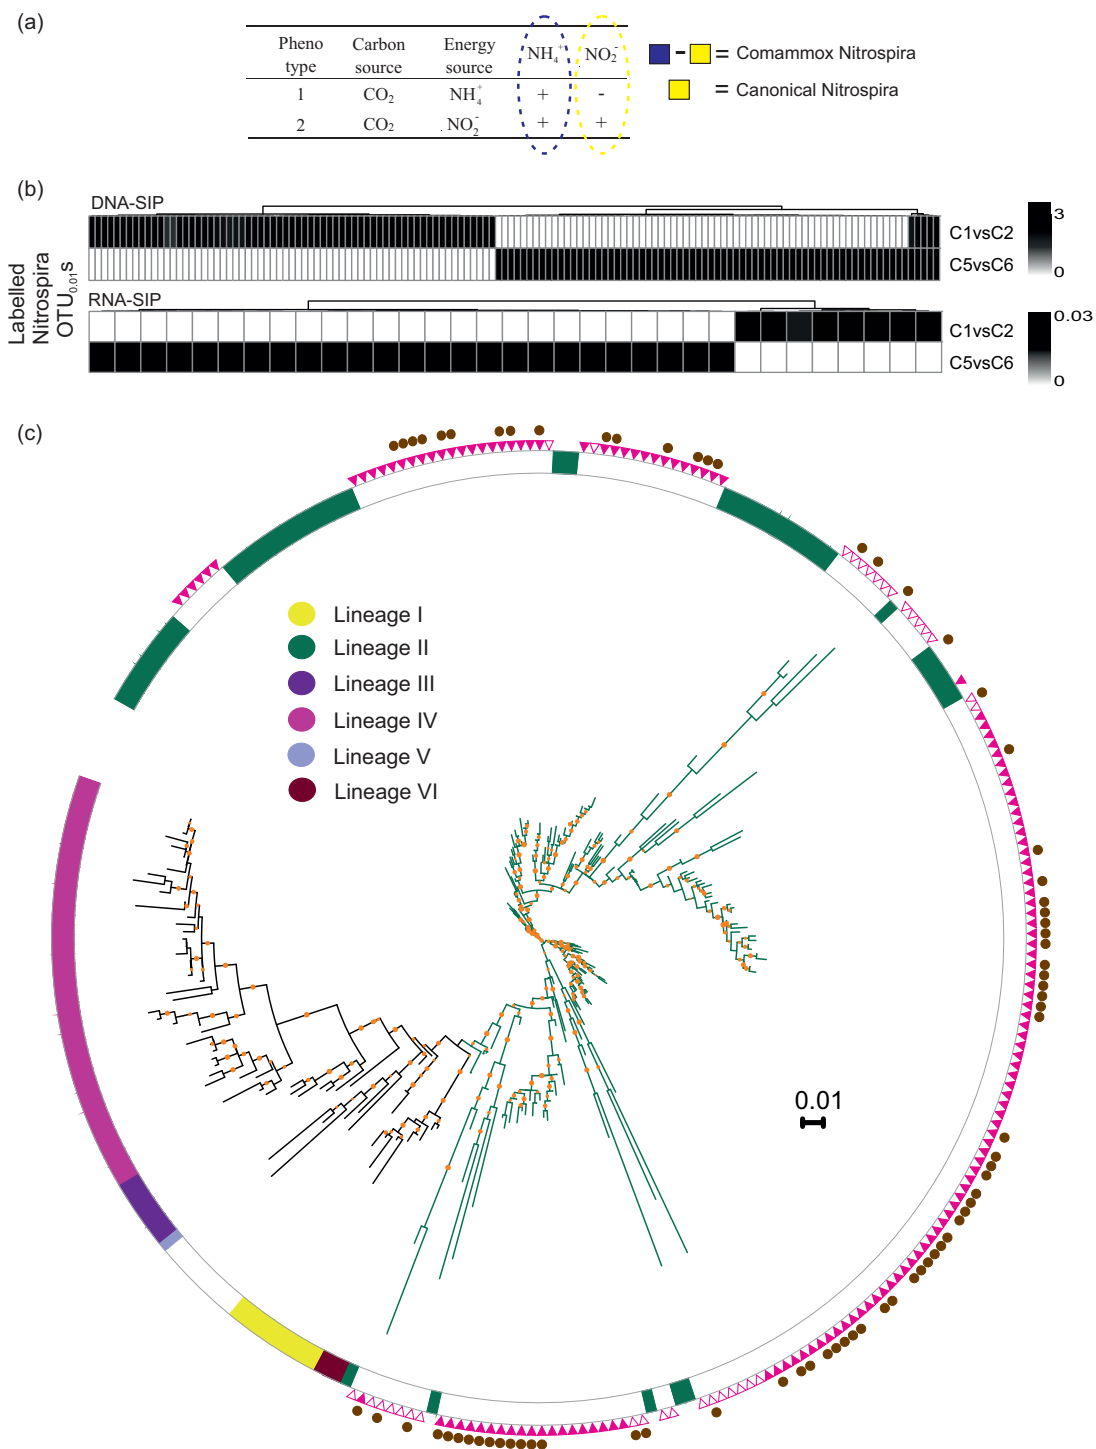 (a)
Pheno type Carbon source Energy source NH₄⁺ NO₂⁻
1 CO₂ NH₄⁺ + -
2 CO₂ NO₂⁻ + +
- = Comammox Nitrospira
= Canonical Nitrospira
(b)
DNA-SIP
C1vsC2
C5vsC6
3
0
Labelled
Nitrospira
OTU₀.₀₁s
RNA-SIP
C1vsC2
C5vsC6
0.03
0
(c)
Lineage I
Lineage II
Lineage III
Lineage IV
Lineage V
Lineage VI
0.01